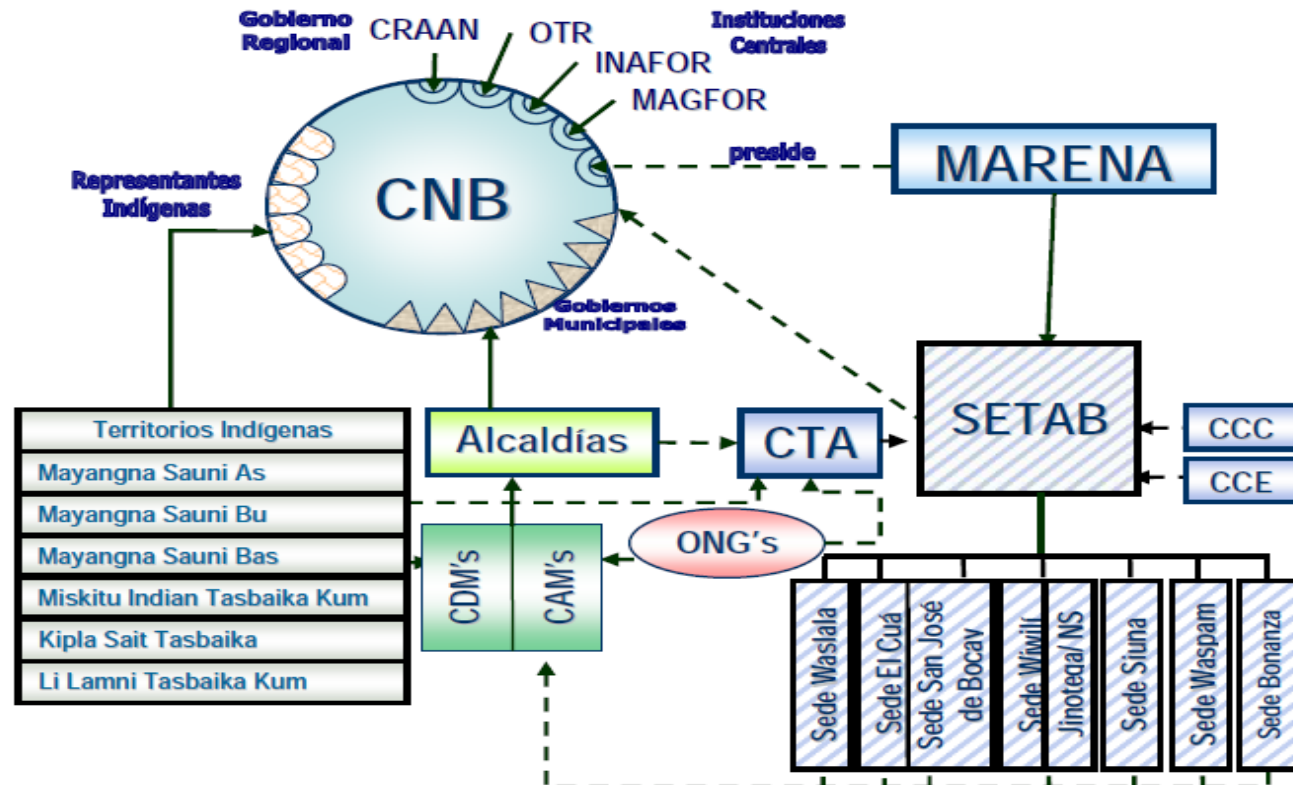 Gobierno
Regional
CRAAN
OTR
Instituciones
Centrales
INAFOR
MAGFOR
preside
MARENA
Representantes
Indígenas
CNB
Gobiernos
Municipales
Territorios Indígenas
Mayangna Sauni As
Mayangna Sauni Bu
Mayangna Sauni Bas
Miskitu Indian Tasbaika Kum
Kipla Sait Tasbaika
Li Lamni Tasbaika Kum
Alcaldías
CTA
SETAB
CCC
CCE
CDM's
CAM's
ONG's
Sede Waslala
Sede El Cuá
Sede San José
de Bocay
Sede Wiwilí
Jinotega/ NS
Sede Siuna
Sede Waspam
Sede Bonanza